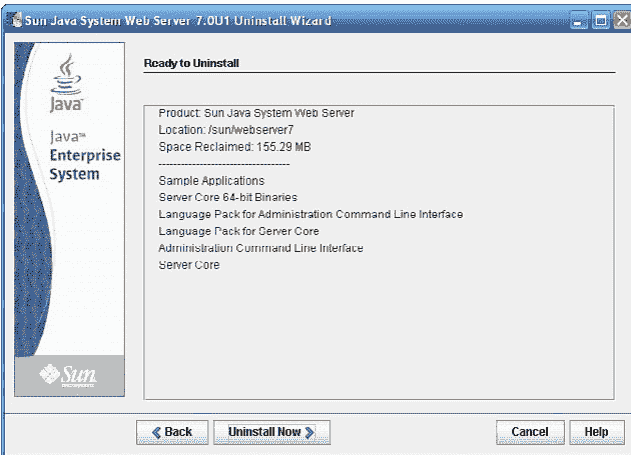 Sun Java System Web Server 7.0U1 Uninstall Wizard
Java™
Java™
Enterprise
System
Sun
Ready to Uninstall
Product: Sun Java System Web Server
Location: /sun/webserver7
Space Reclaimed: 155.29 MB
---------------------------------
Sample Applications
Server Core 64-bit Binaries
Language Pack for Administration Command Line Interface
Language Pack for Server Core
Administration Command Line Interface
Server Core
Back
Uninstall Now
Cancel
Help